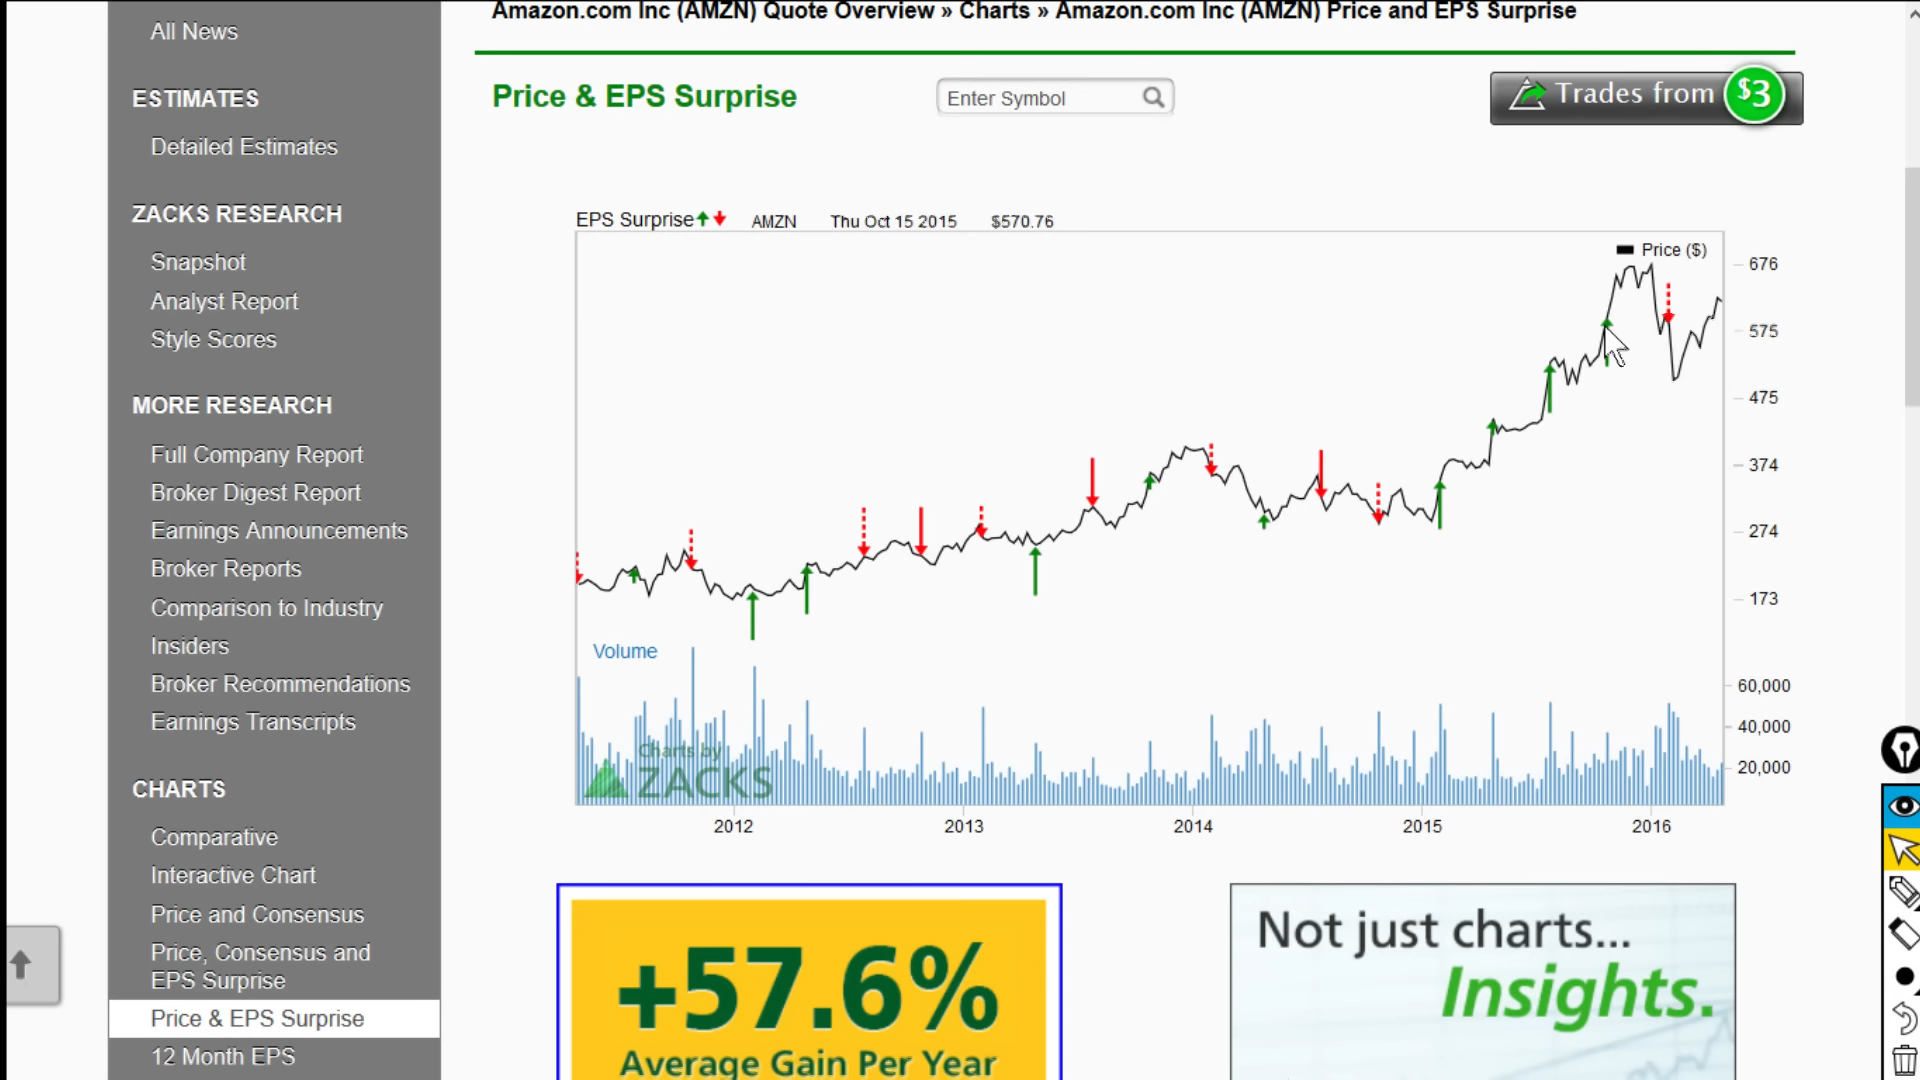 Amazon.com Inc (AMZN) Quote Overview » Charts » Amazon.com Inc (AMZN) Price and EPS Surprise
All News
ESTIMATES
Detailed Estimates
ZACKS RESEARCH
Snapshot
Analyst Report
Style Scores
MORE RESEARCH
Full Company Report
Broker Digest Report
Earnings Announcements
Broker Reports
Comparison to Industry
Insiders
Broker Recommendations
Earnings Transcripts
CHARTS
Comparative
Interactive Chart
Price and Consensus
Price, Consensus and
EPS Surprise
Price & EPS Surprise
12 Month EPS
Price & EPS Surprise
Enter Symbol
Trades from $3
EPS Surprise AMZN Thu Oct 15 2015 $570.76
Price ($)
676
575
475
374
274
173
Volume
60,000
40,000
20,000
Charts by
ZACKS
2012 2013 2014 2015 2016
+57.6%
Average Gain Per Year
Not just charts...
Insights.